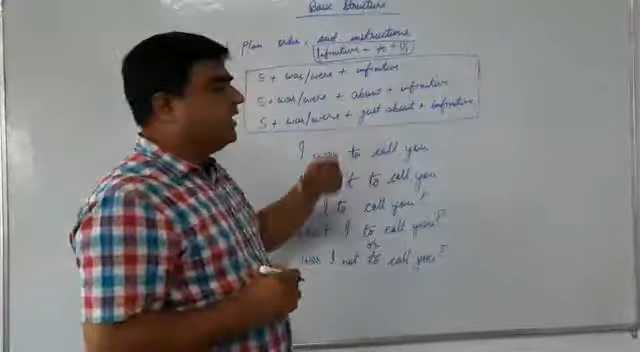 Basic Structure
Plan order, and instructions
Infinitive - to + V1
S + was/were + infinitive
S + was/were + about + infinitive
S + was/were + just about + infinitive
I was to call you
to call you
I to call you?
I to call you?
or
was I not to call you?